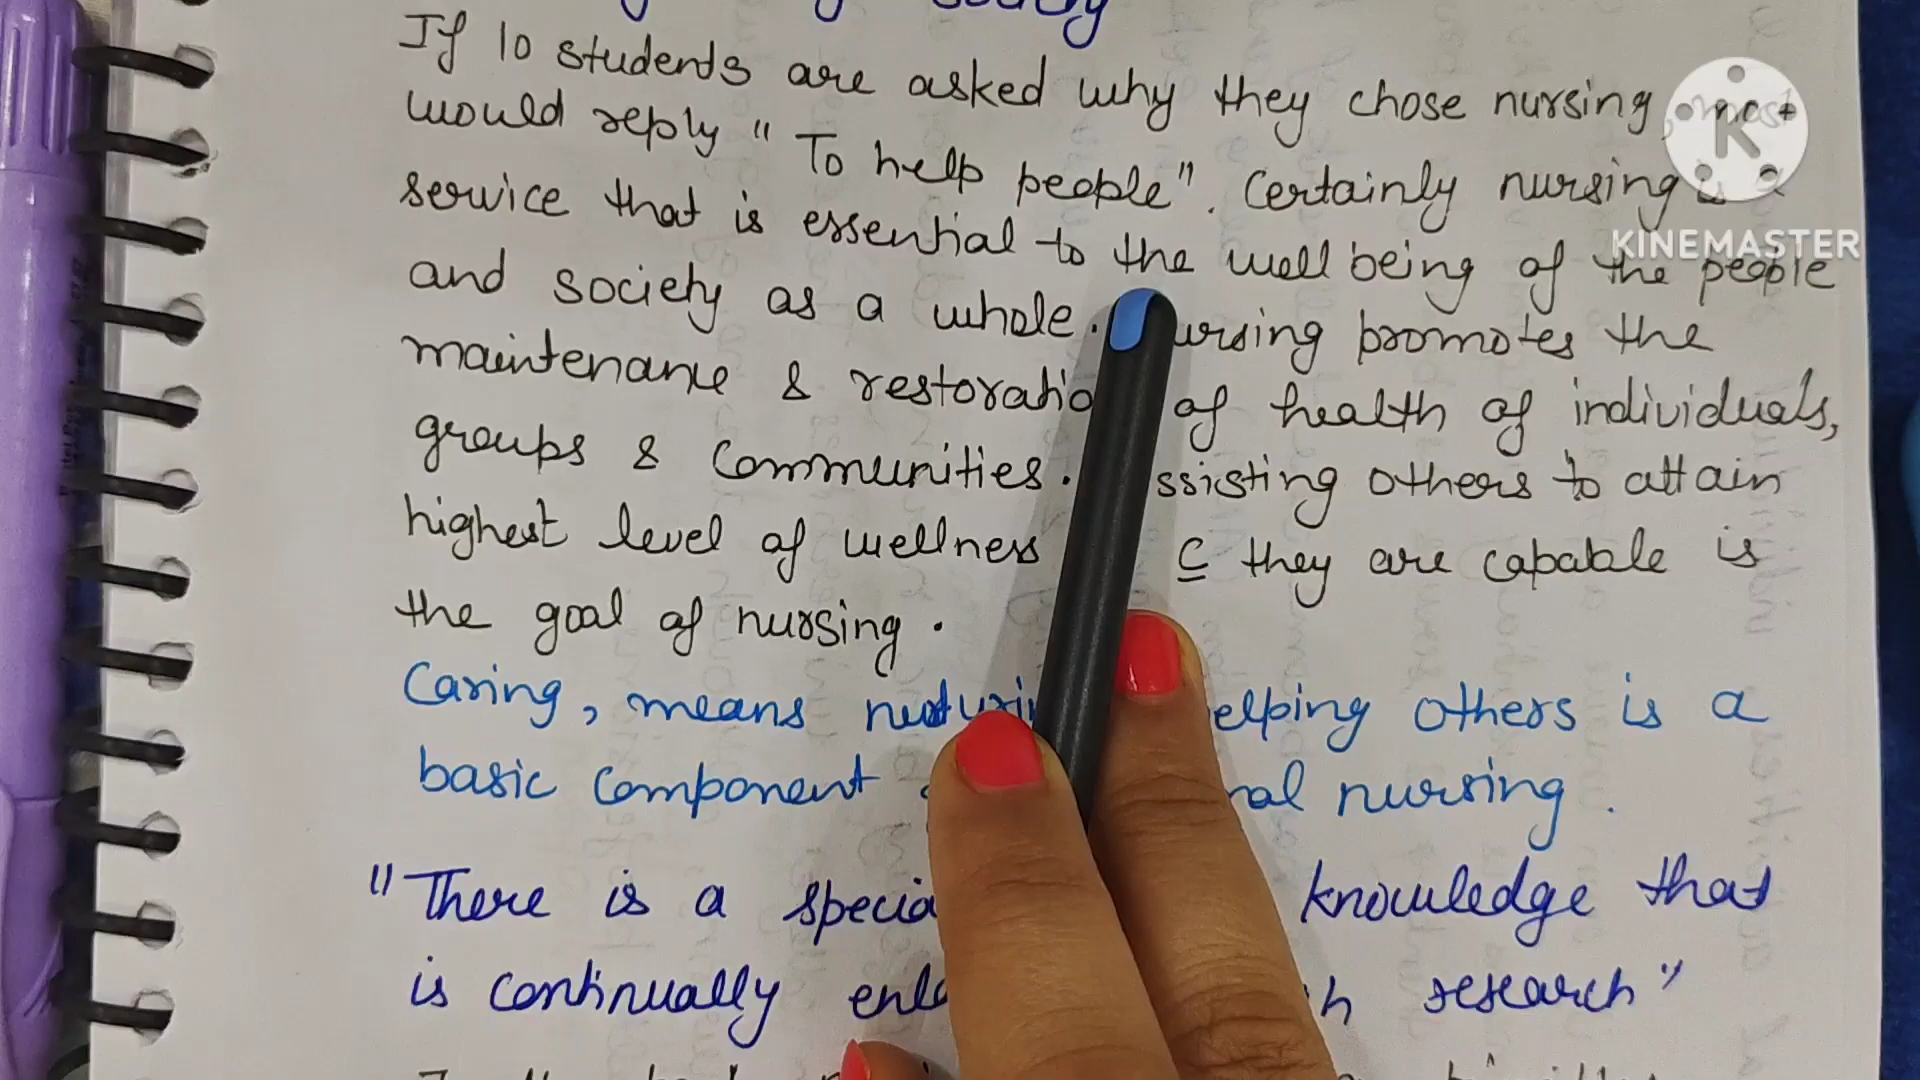 society
If 10 students are asked why they chose nursing, most
would reply " To help people". Certainly nursing is a
service that is essential to the well being of the people
and society as a whole. ursing promotes the
maintenance & restoratio of health of individuals,
groups & communities. ssisting others to attain
highest level of wellness c̲ they are capable is
the goal of nursing.
Caring, means elping others is a
basic component nal nursing.
"There is a specia knowledge that
is continually enla h research"
KINEMASTER